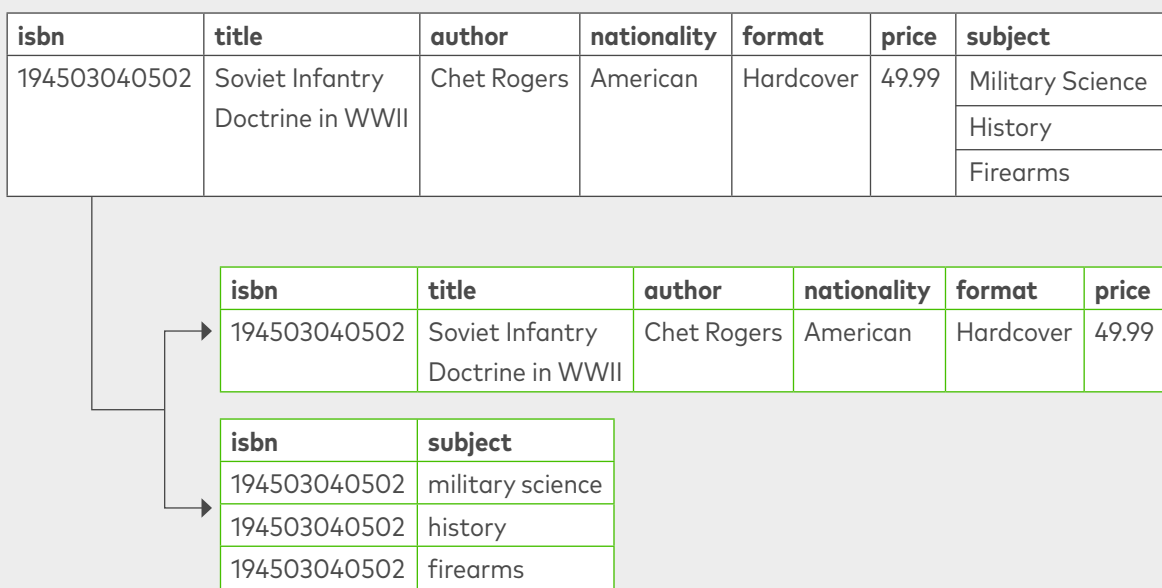 isbn title author nationality format price subject
194503040502 Soviet Infantry Chet Rogers American Hardcover 49.99 Military Science
Doctrine in WWII
History
Firearms
isbn title author nationality format price
194503040502 Soviet Infantry Chet Rogers American Hardcover 49.99
Doctrine in WWII
isbn subject
194503040502 military science
194503040502 history
194503040502 firearms